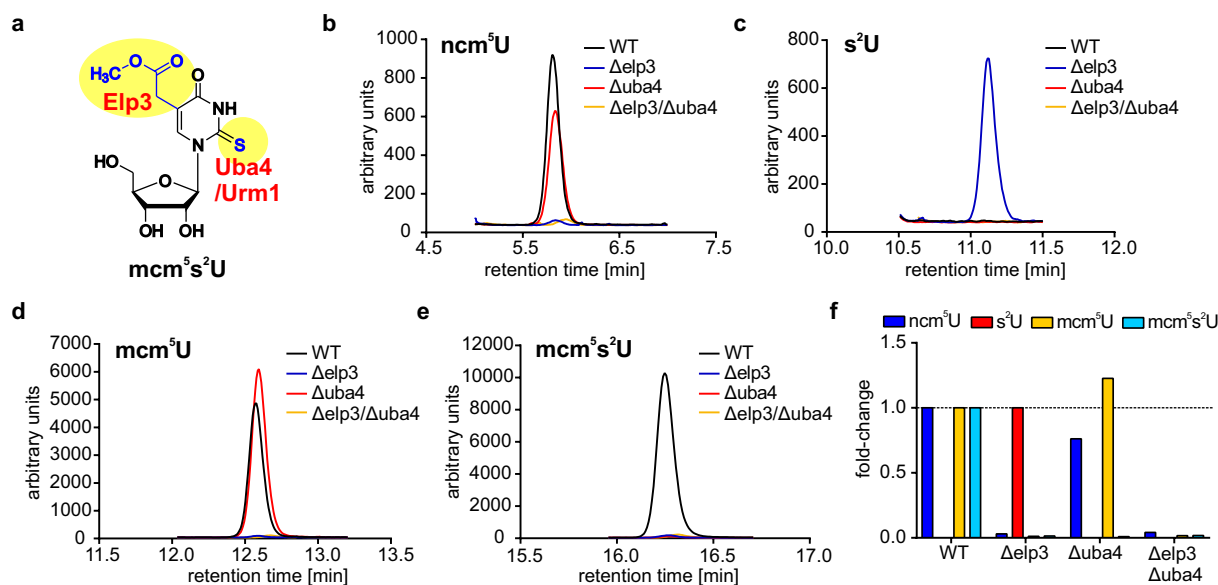 a
H₃C
O
O
O
Elp3
NH
N
S
HO
O
Uba4
/Urm1
OH OH
mcm⁵s²U
b
ncm⁵U
WT
Δelp3
Δuba4
Δelp3/Δuba4
arbitrary units
1000
800
600
400
200
0
4.5 5.5 6.5 7.5
retention time [min]
c
s²U
WT
Δelp3
Δuba4
Δelp3/Δuba4
arbitrary units
800
600
400
200
0
10.0 10.5 11.0 11.5 12.0
retention time [min]
d
mcm⁵U
WT
Δelp3
Δuba4
Δelp3/Δuba4
arbitrary units
7000
6000
5000
4000
3000
2000
1000
0
11.5 12.0 12.5 13.0 13.5
retention time [min]
e
mcm⁵s²U
WT
Δelp3
Δuba4
Δelp3/Δuba4
arbitrary units
12000
10000
8000
6000
4000
2000
0
15.5 16.0 16.5 17.0
retention time [min]
f
ncm⁵U s²U mcm⁵U mcm⁵s²U
fold-change
1.5
1.0
0.5
0.0
WT Δelp3 Δuba4 Δelp3
Δuba4